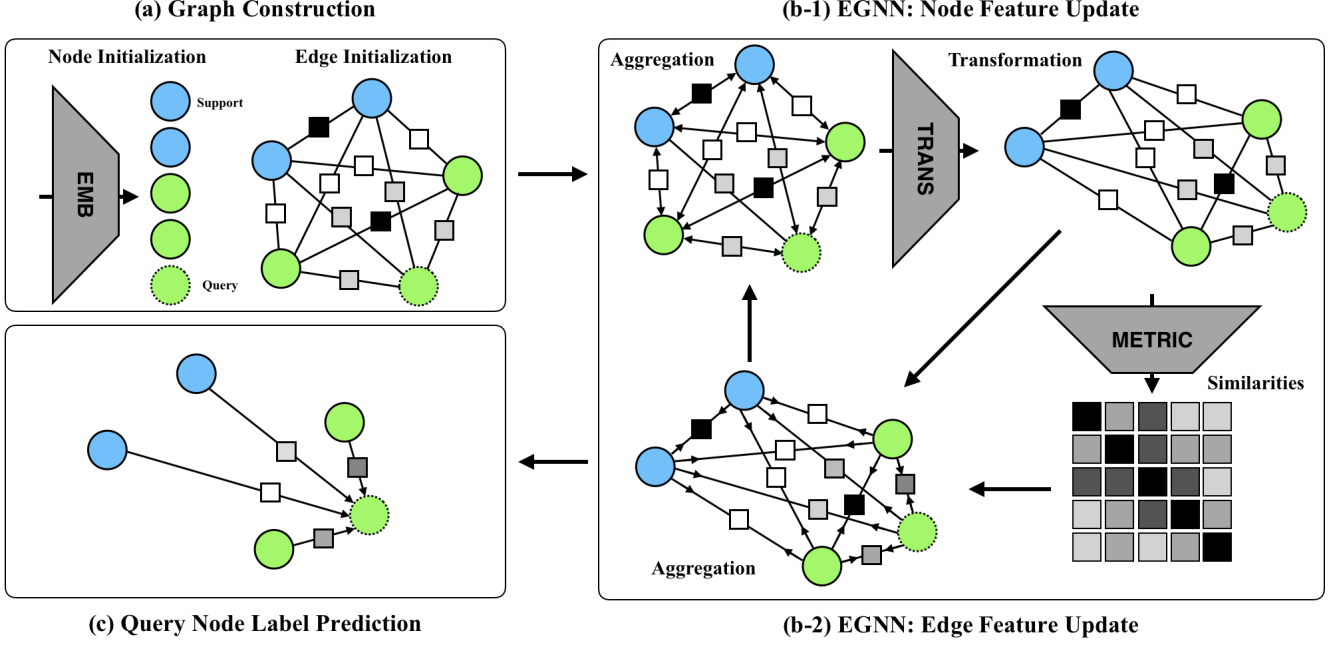 (a) Graph Construction
Node Initialization
Edge Initialization
EMB
Support
Query
(b-1) EGNN: Node Feature Update
Aggregation
TRANS
Transformation
METRIC
Similarities
Aggregation
(c) Query Node Label Prediction
(b-2) EGNN: Edge Feature Update